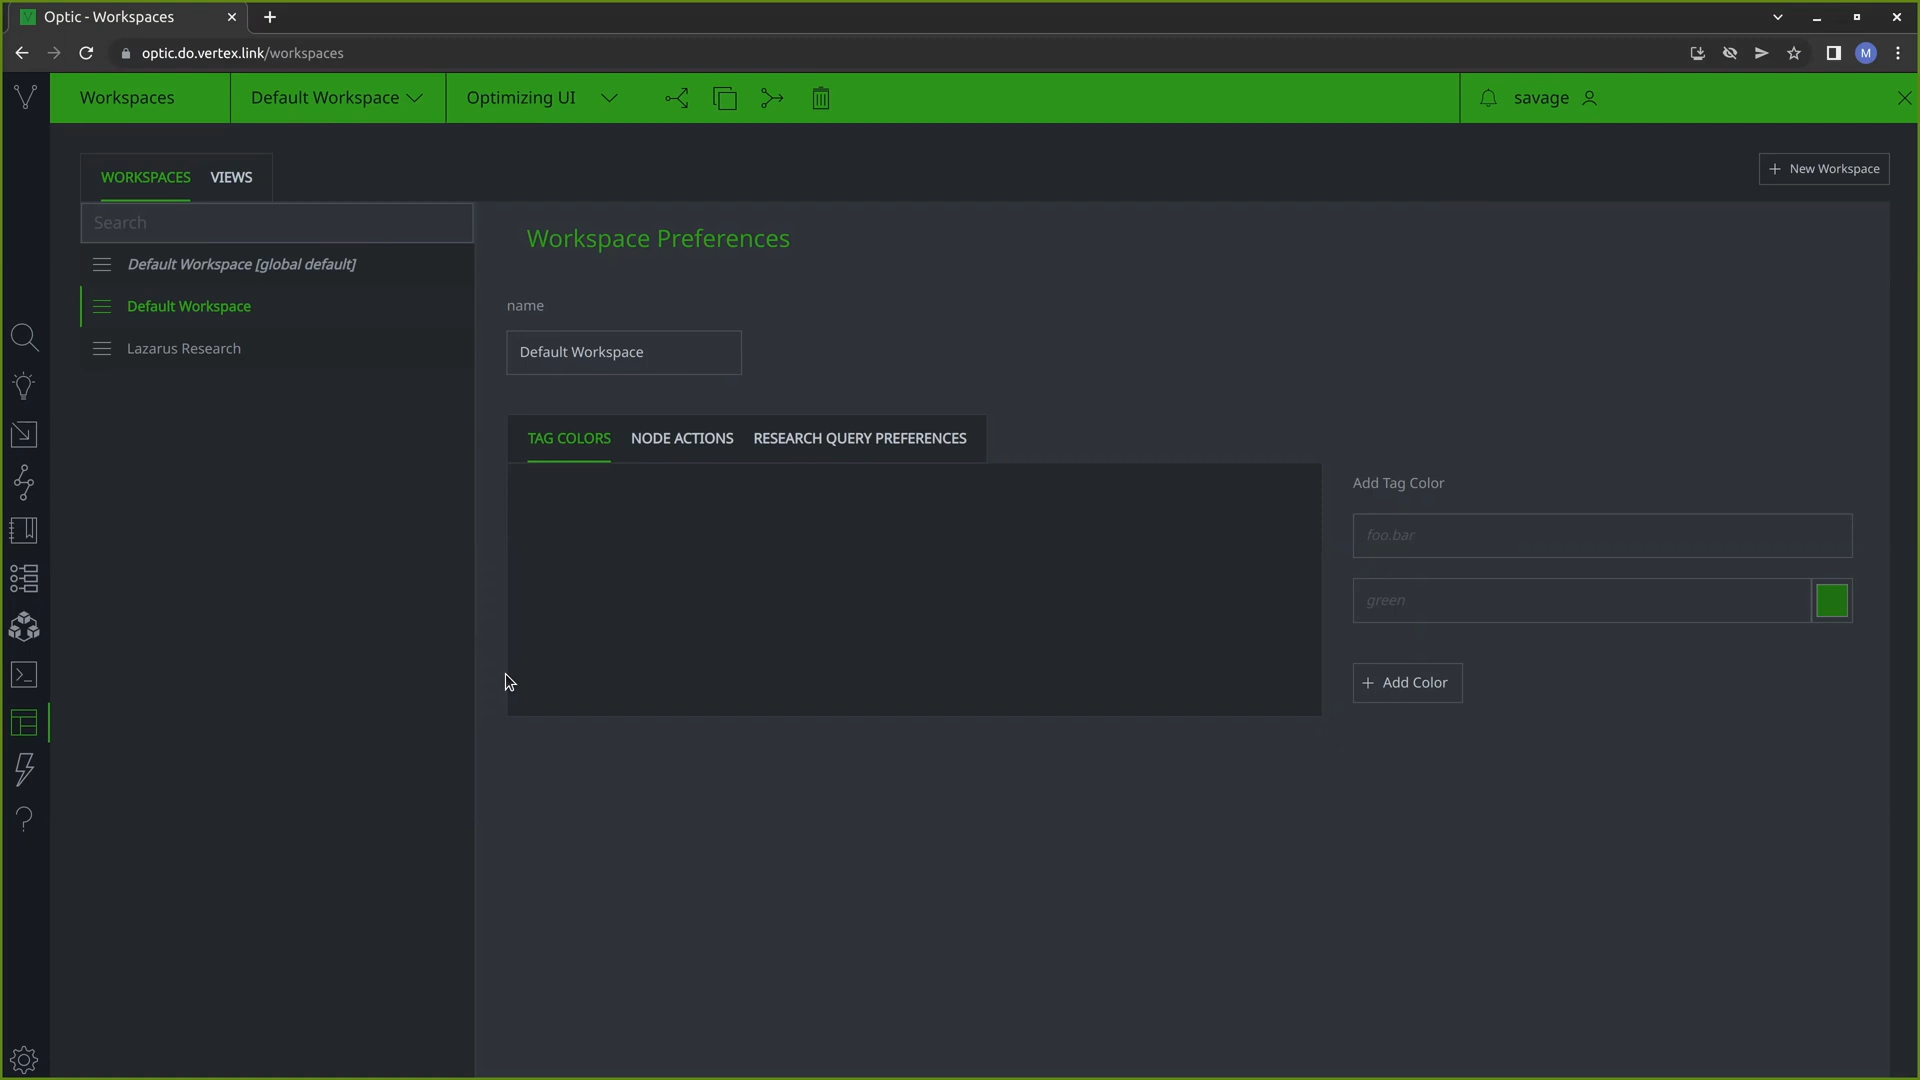 Optic - Workspaces
optic.do.vertex.link/workspaces
M
Workspaces
Default Workspace
Optimizing UI
savage
WORKSPACES
VIEWS
New Workspace
Search
Default Workspace [global default]
Default Workspace
Lazarus Research
Workspace Preferences
name
Default Workspace
TAG COLORS
NODE ACTIONS
RESEARCH QUERY PREFERENCES
Add Tag Color
foo.bar
green
Add Color